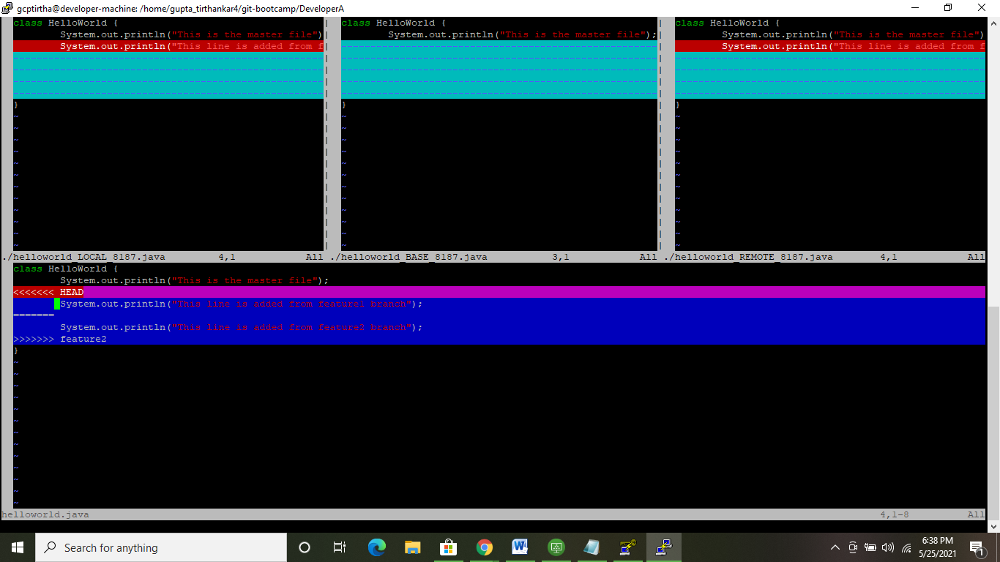 gcptirtha@developer-machine: /home/gupta_tirthankar4/git-bootcamp/DeveloperA
class HelloWorld {
System.out.println("This is the master file")
System.out.println("This line is added from f
}
~
~
~
~
~
~
~
~
~
~
~
~
./helloworld_LOCAL_8187.java 4,1 All
class HelloWorld {
System.out.println("This is the master file");
}
~
~
~
~
~
~
~
~
~
~
~
~
./helloworld_BASE_8187.java 3,1 All
class HelloWorld {
System.out.println("This is the master file")
System.out.println("This line is added from f
}
~
~
~
~
~
~
~
~
~
~
~
~
./helloworld_REMOTE_8187.java 4,1 All
class HelloWorld {
System.out.println("This is the master file");
<<<<<<< HEAD
System.out.println("This line is added from feature1 branch");
=======
System.out.println("This line is added from feature2 branch");
>>>>>>> feature2
}
~
~
~
~
~
~
~
~
~
~
~
~
~
helloworld.java 4,1-8 All
Search for anything
6:38 PM
5/25/2021
1